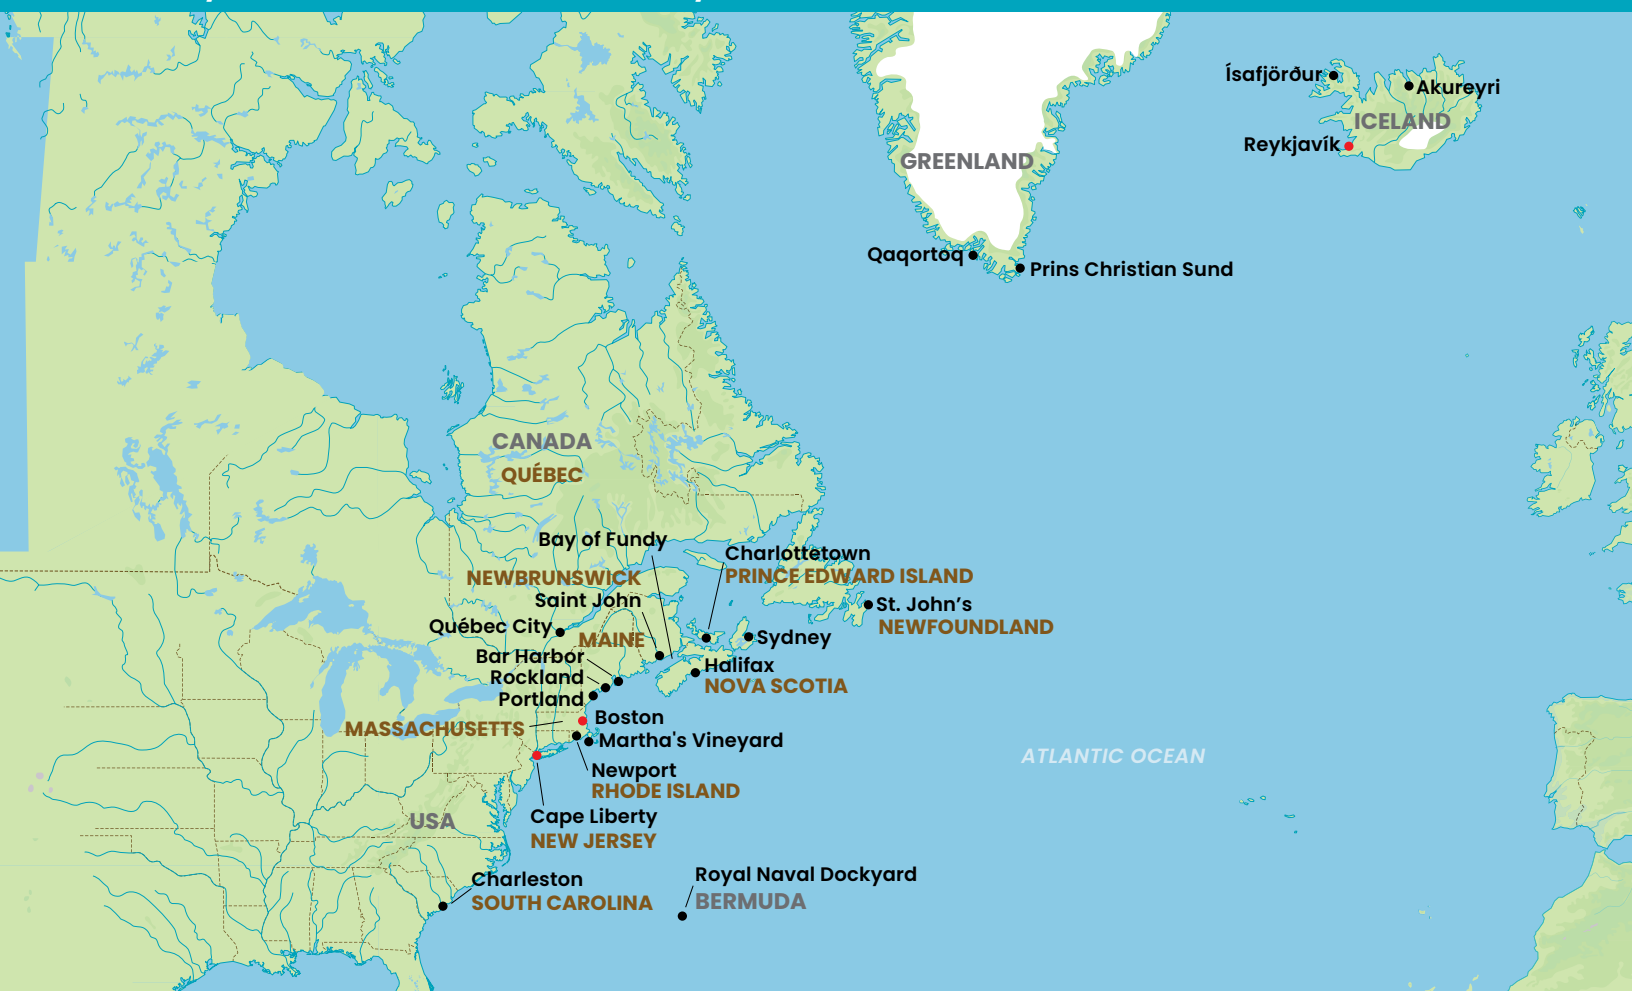 Ísafjörður
Akureyri
ICELAND
Reykjavík
GREENLAND
Qaqortoq
Prins Christian Sund
CANADA
QUÉBEC
Bay of Fundy
Charlottetown
PRINCE EDWARD ISLAND
NEWBRUNSWICK
Saint John
St. John’s
NEWFOUNDLAND
Québec City
MAINE
Sydney
Bar Harbor
Rockland
Portland
Halifax
NOVA SCOTIA
Boston
MASSACHUSETTS
Martha's Vineyard
ATLANTIC OCEAN
Newport
RHODE ISLAND
Cape Liberty
NEW JERSEY
USA
Charleston
SOUTH CAROLINA
Royal Naval Dockyard
BERMUDA